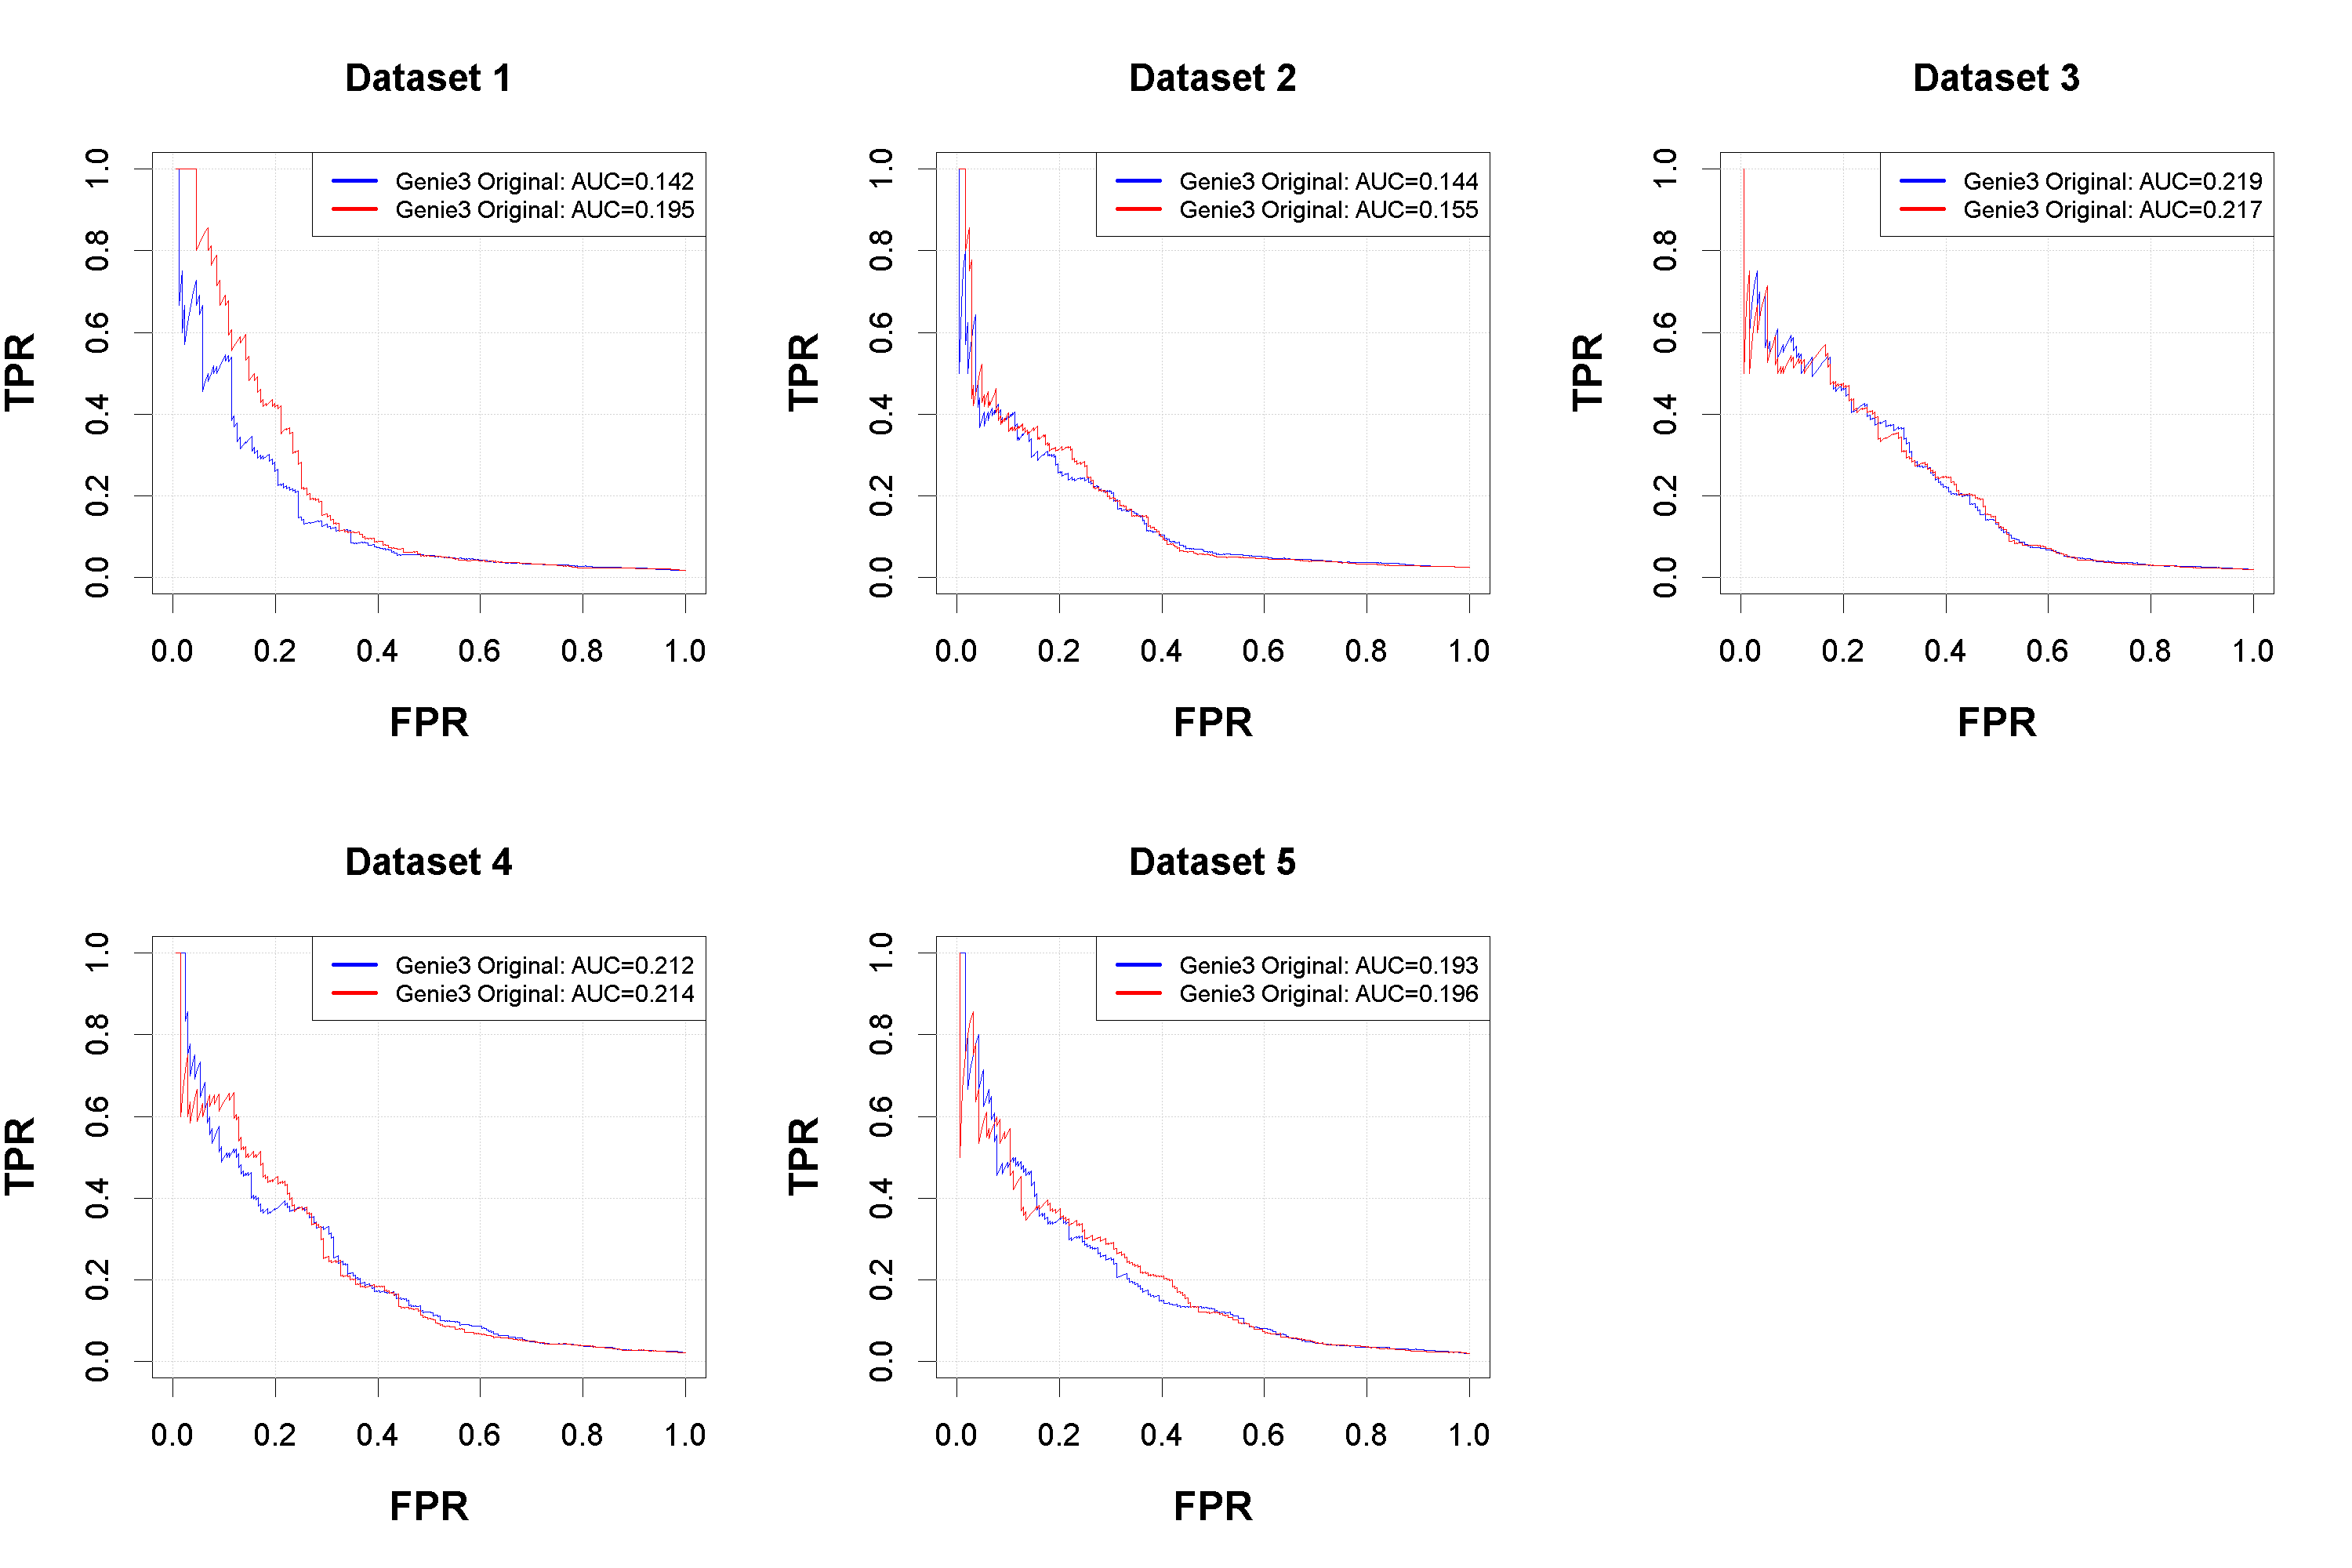 Dataset 1
Genie3 Original: AUC=0.142
Genie3 Original: AUC=0.195
TPR
1.0
0.8
0.6
0.4
0.2
0.0
0.0 0.2 0.4 0.6 0.8 1.0
FPR
Dataset 2
Genie3 Original: AUC=0.144
Genie3 Original: AUC=0.155
TPR
1.0
0.8
0.6
0.4
0.2
0.0
0.0 0.2 0.4 0.6 0.8 1.0
FPR
Dataset 3
Genie3 Original: AUC=0.219
Genie3 Original: AUC=0.217
TPR
1.0
0.8
0.6
0.4
0.2
0.0
0.0 0.2 0.4 0.6 0.8 1.0
FPR
Dataset 4
Genie3 Original: AUC=0.212
Genie3 Original: AUC=0.214
TPR
1.0
0.8
0.6
0.4
0.2
0.0
0.0 0.2 0.4 0.6 0.8 1.0
FPR
Dataset 5
Genie3 Original: AUC=0.193
Genie3 Original: AUC=0.196
TPR
1.0
0.8
0.6
0.4
0.2
0.0
0.0 0.2 0.4 0.6 0.8 1.0
FPR